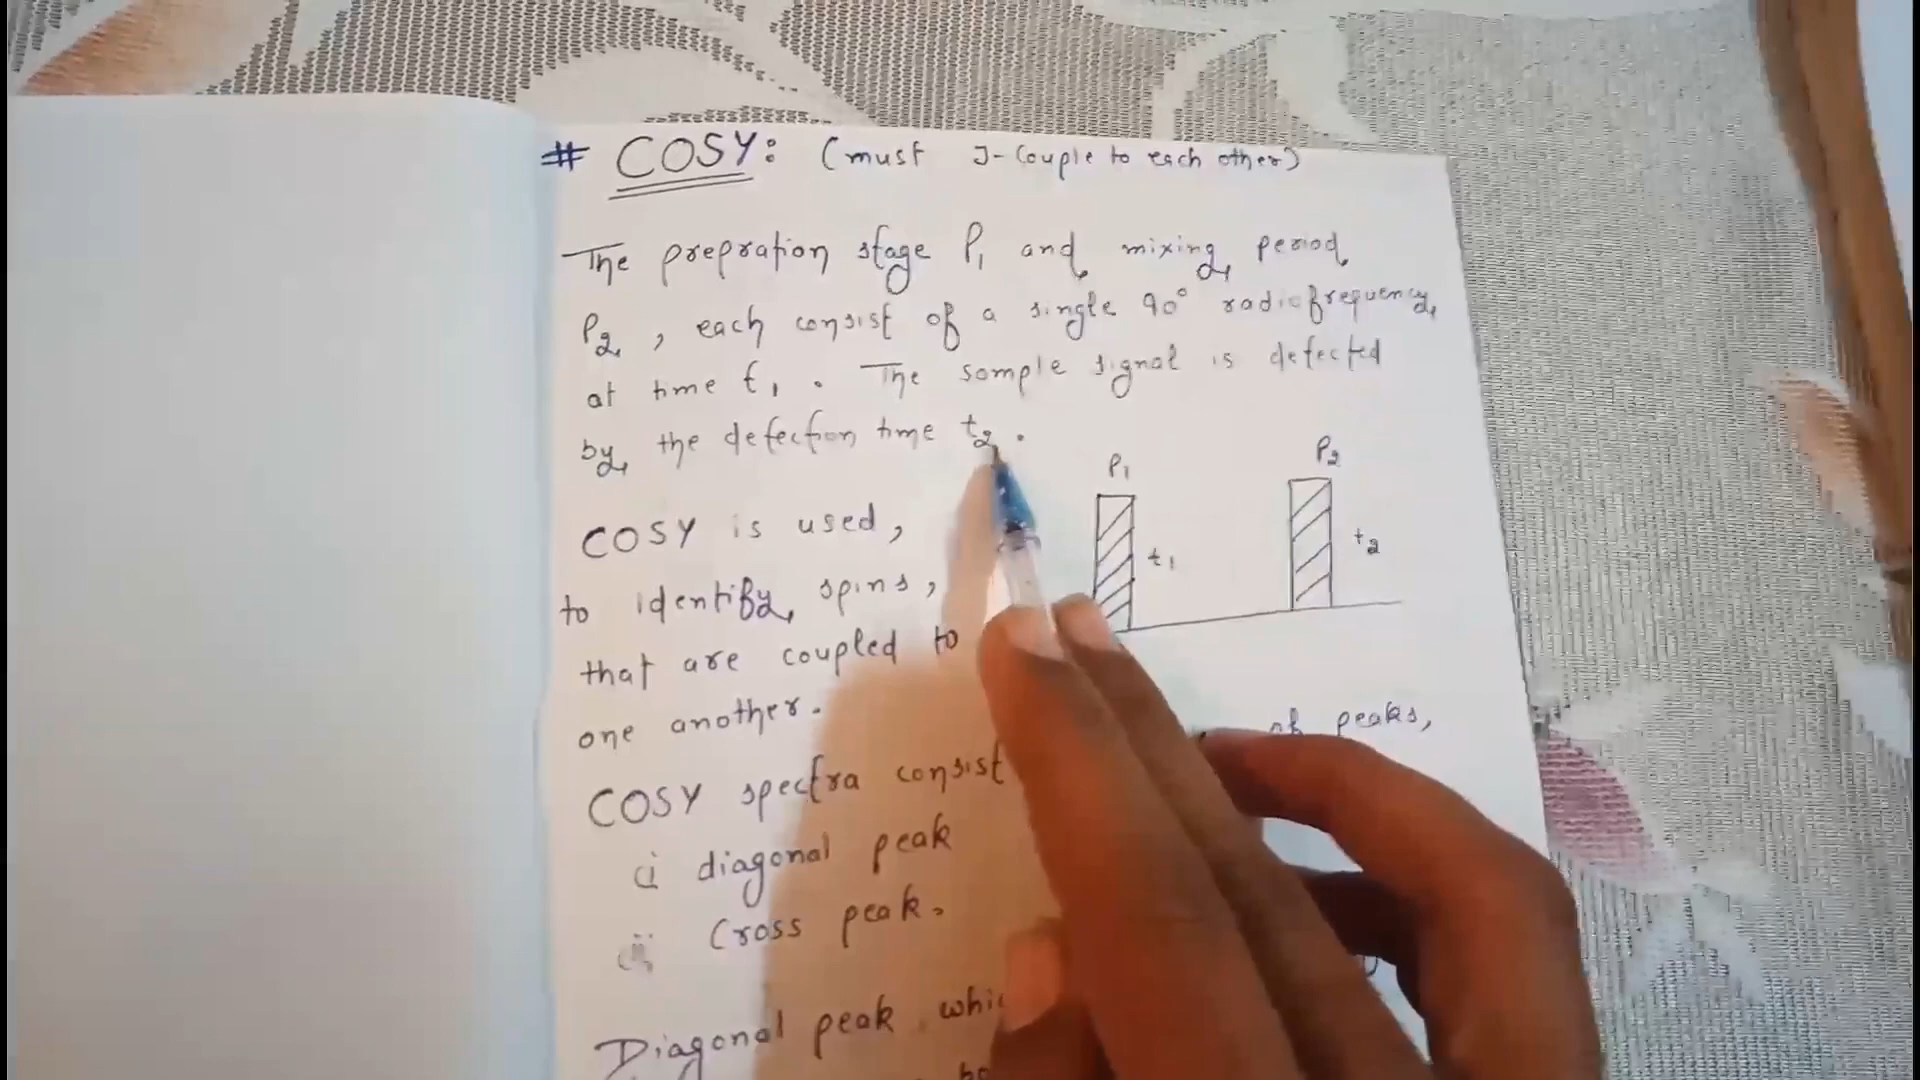 # COSY: (must J-Couple to each other)
The prepration stage P1 and mixing period
P2, each consist of a single 90° radiofrequency
at time t1. The sample signal is detected
by the detection time t2.
P1 P2
t1 t2
COSY is used,
to identify spins,
that are coupled to
one another.
COSY spectra consist of peaks,
(i) diagonal peak
(ii) Cross peak.
Diagonal peak